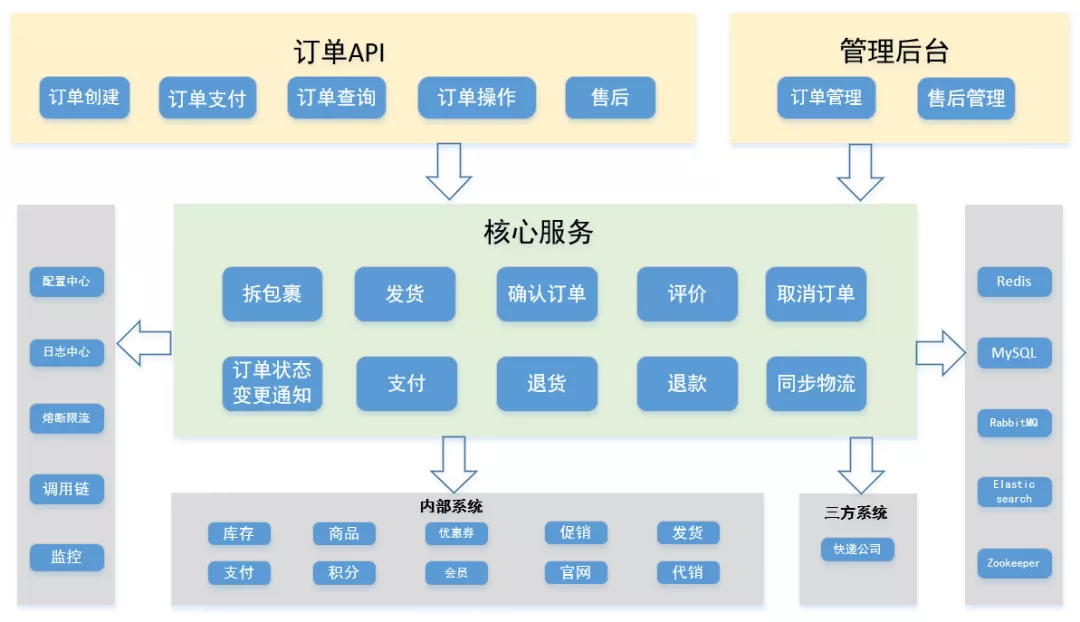 订单API
订单创建
订单支付
订单查询
订单操作
售后
管理后台
订单管理
售后管理
配置中心
日志中心
熔断限流
调用链
监控
核心服务
拆包裹
发货
确认订单
评价
取消订单
订单状态
变更通知
支付
退货
退款
同步物流
Redis
MySQL
RabbitMQ
Elastic
search
Zookeeper
内部系统
库存
商品
优惠券
促销
发货
支付
积分
会员
官网
代销
三方系统
快递公司